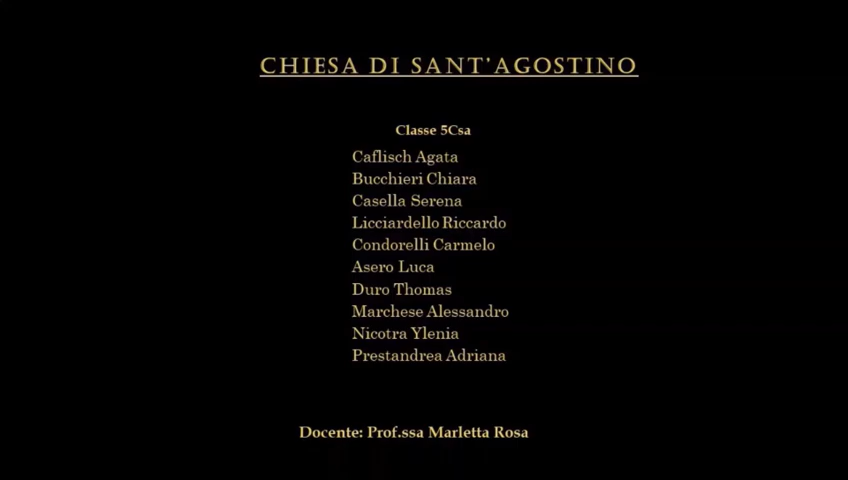 CHIESA DI SANT'AGOSTINO
Classe 5Csa
Caflisch Agata
Bucchieri Chiara
Casella Serena
Licciardello Riccardo
Condorelli Carmelo
Asero Luca
Duro Thomas
Marchese Alessandro
Nicotra Ylenia
Prestandrea Adriana
Docente: Prof.ssa Marletta Rosa